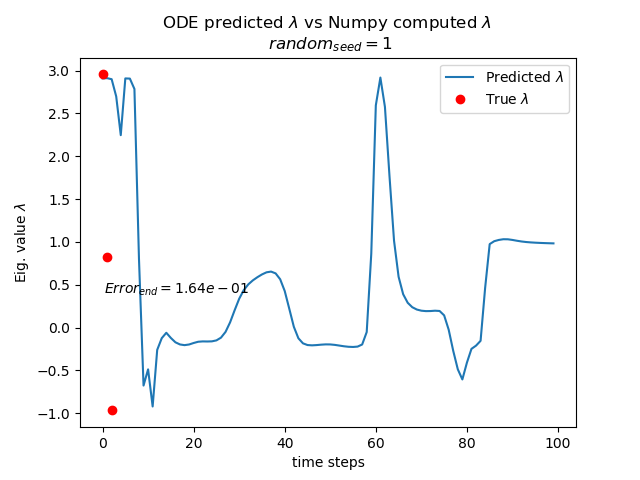 ODE predicted λ vs Numpy computed λ
random_seed = 1
Eig. value λ
3.0
2.5
2.0
1.5
1.0
0.5
0.0
−0.5
−1.0
Predicted λ
True λ
Error_end = 1.64e − 01
0 20 40 60 80 100
time steps